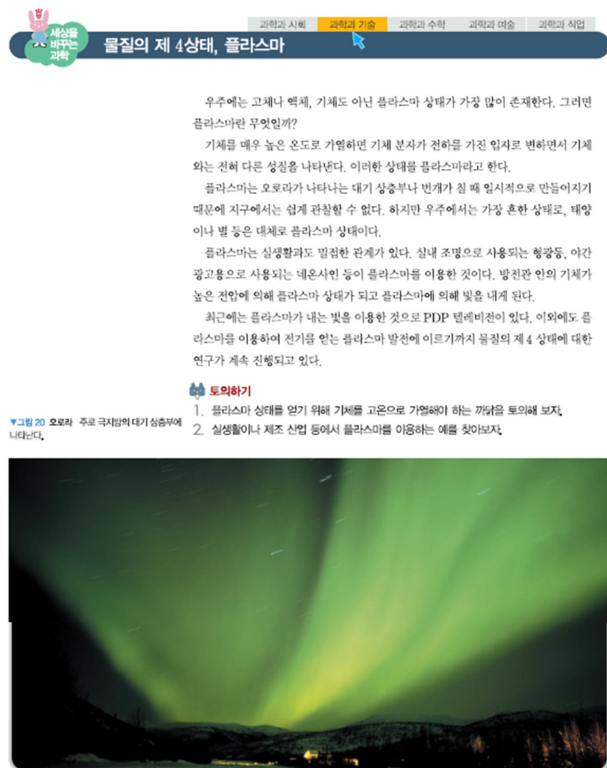 과학과 사회 과학과 기술 과학과 수학 과학과 예술 과학과 직업
세상을
바꾸는
과학
물질의 제 4상태, 플라스마
우주에는 고체나 액체, 기체도 아닌 플라스마 상태가 가장 많이 존재한다. 그러면
플라스마란 무엇일까?
기체를 매우 높은 온도로 가열하면 기체 분자가 전하를 가진 입자로 변하면서 기체
와는 전혀 다른 성질을 나타낸다. 이러한 상태를 플라스마라고 한다.
플라스마는 오로라가 나타나는 대기 상층부나 번개가 칠 때 일시적으로 만들어지기
때문에 지구에서는 쉽게 관찰할 수 없다. 하지만 우주에서는 가장 흔한 상태로, 태양
이나 별 등은 대체로 플라스마 상태이다.
플라스마는 실생활과도 밀접한 관계가 있다. 실내 조명으로 사용되는 형광등, 야간
광고용으로 사용되는 네온사인 등이 플라스마를 이용한 것이다. 방전관 안의 기체가
높은 전압에 의해 플라스마 상태가 되고 플라스마에 의해 빛을 내게 된다.
최근에는 플라스마가 내는 빛을 이용한 것으로 PDP 텔레비전이 있다. 이외에도 플
라스마를 이용하여 전기를 얻는 플라스마 발전에 이르기까지 물질의 제 4 상태에 대한
연구가 계속 진행되고 있다.
토의하기
1. 플라스마 상태를 얻기 위해 기체를 고온으로 가열해야 하는 까닭을 토의해 보자.
2. 실생활이나 제조 산업 등에서 플라스마를 이용하는 예를 찾아보자.
▼그림 20 오로라 주로 극지방의 대기 상층부에
나타난다.